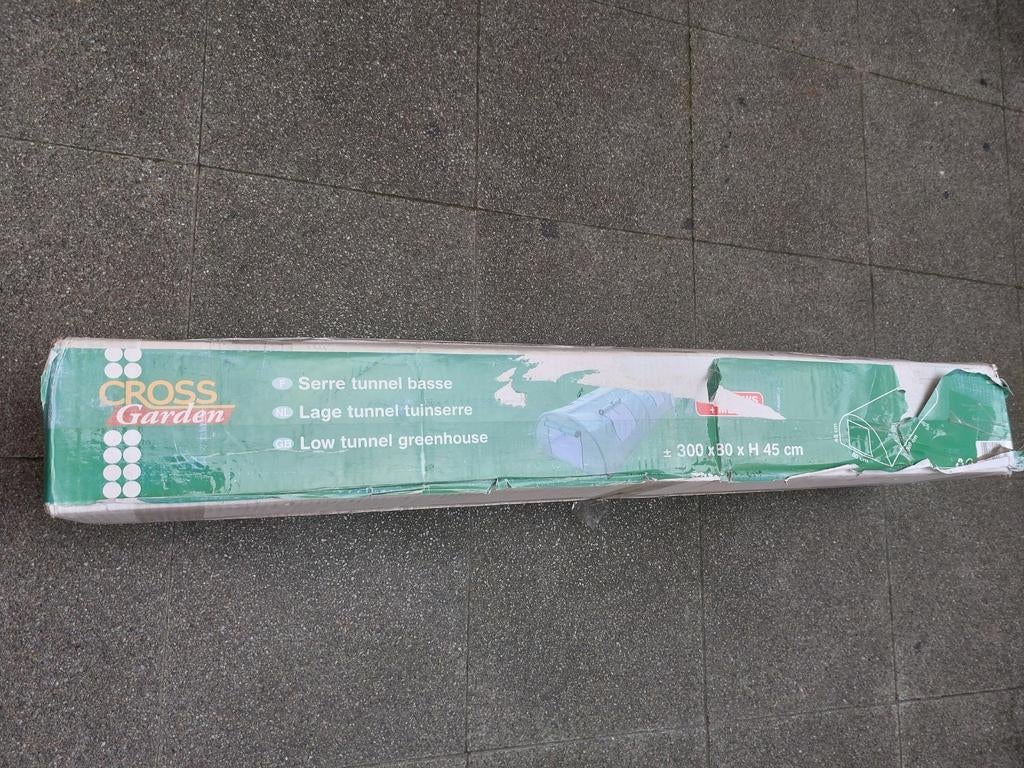 CROSS
Garden
F Serre tunnel basse
NL Lage tunnel tuinserre
GB Low tunnel greenhouse
± 300 x 80 x H 45 cm